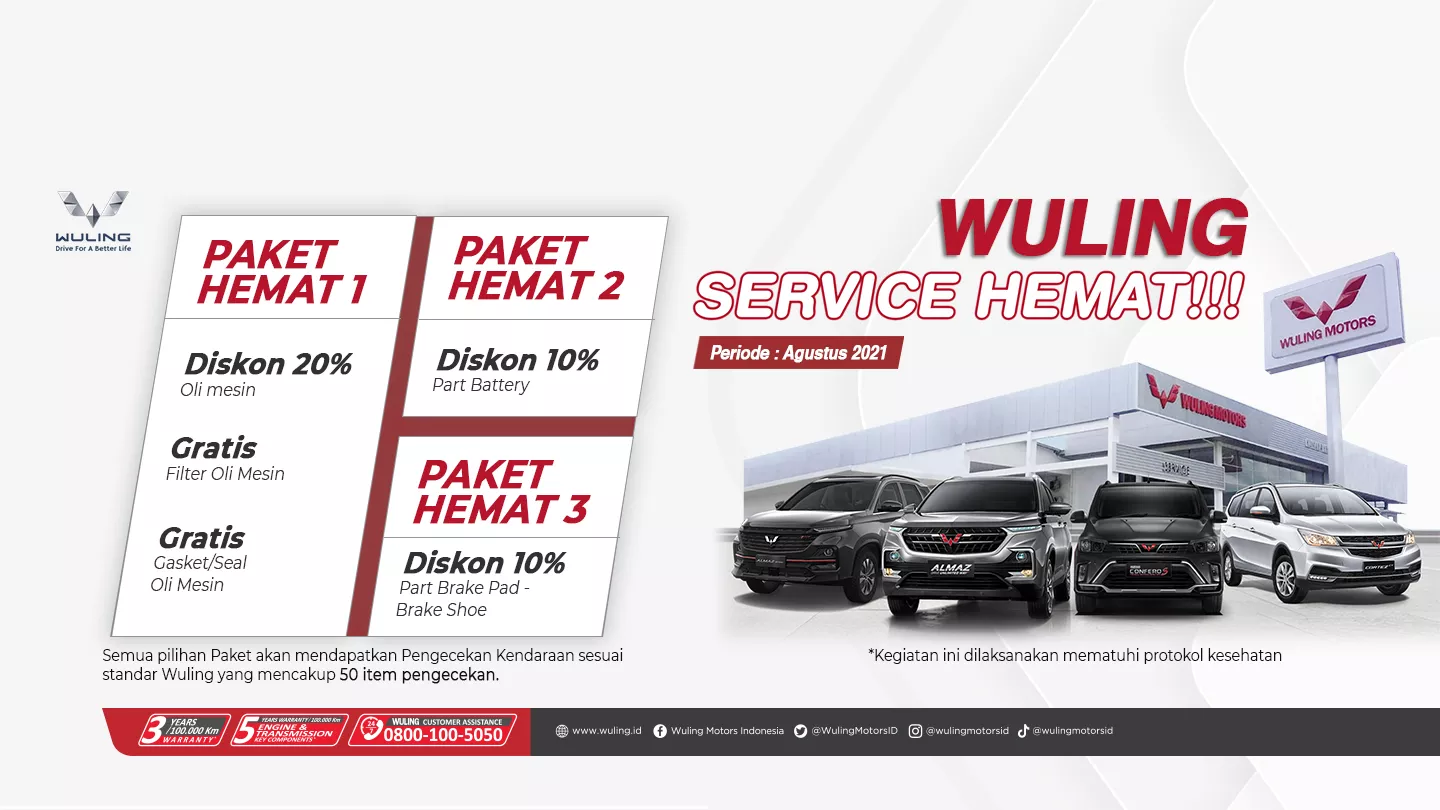 WULING
Drive For A Better Life
PAKET
HEMAT 1
Diskon 20%
Oli mesin
Gratis
Filter Oli Mesin
Gratis
Gasket/Seal
Oli Mesin
PAKET
HEMAT 2
Diskon 10%
Part Battery
PAKET
HEMAT 3
Diskon 10%
Part Brake Pad -
Brake Shoe
Semua pilihan Paket akan mendapatkan Pengecekan Kendaraan sesuai
standar Wuling yang mencakup 50 item pengecekan.
WULING
SERVICE HEMAT!!!
Periode : Agustus 2021
WULING MOTORS
WULING MOTORS
SERVICE
ALMAZ
ALMAZ
CONFERO S
CORTEZ
*Kegiatan ini dilaksanakan mematuhi protokol kesehatan
3 YEARS
/100.000 Km
WARRANTY*
5 YEARS WARRANTY/100.000 Km
ENGINE &
TRANSMISSION
KEY COMPONENTS*
24
7
WULING CUSTOMER ASSISTANCE
0800-100-5050
www.wuling.id
Wuling Motors Indonesia
@WulingMotorsID
@wulingmotorsid
@wulingmotorsid